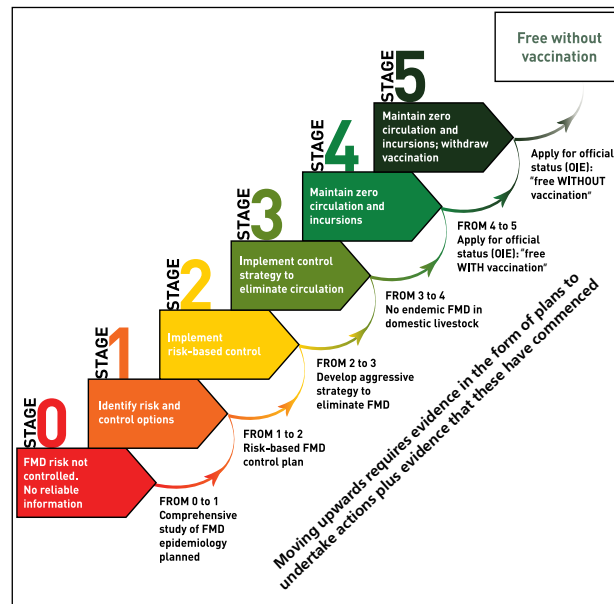 Free without
vaccination
STAGE 5
Maintain zero
circulation and
incursions; withdraw
vaccination
Apply for official
status (OIE):
"free WITHOUT
vaccination"
STAGE 4
Maintain zero
circulation and
incursions
FROM 4 to 5
Apply for official
status (OIE): "free
WITH vaccination"
STAGE 3
Implement control
strategy to
eliminate circulation
FROM 3 to 4
No endemic FMD in
domestic livestock
STAGE 2
Implement
risk-based control
FROM 2 to 3
Develop aggressive
strategy to
eliminate FMD
STAGE 1
Identify risk and
control options
FROM 1 to 2
Risk-based FMD
control plan
STAGE 0
FMD risk not
controlled.
No reliable
information
FROM 0 to 1
Comprehensive
study of FMD
epidemiology
planned
Moving upwards requires evidence in the form of plans to
undertake actions plus evidence that these have commenced